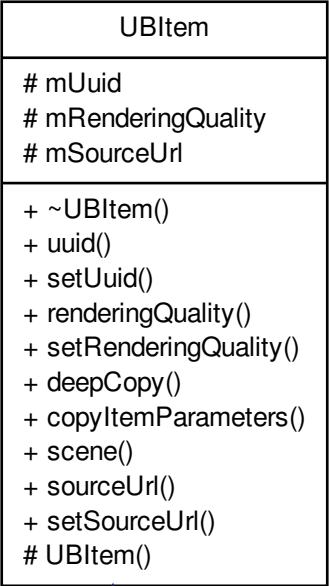 UBItem
# mUuid
# mRenderingQuality
# mSourceUrl
+ ~UBItem()
+ uuid()
+ setUuid()
+ renderingQuality()
+ setRenderingQuality()
+ deepCopy()
+ copyItemParameters()
+ scene()
+ sourceUrl()
+ setSourceUrl()
# UBItem()